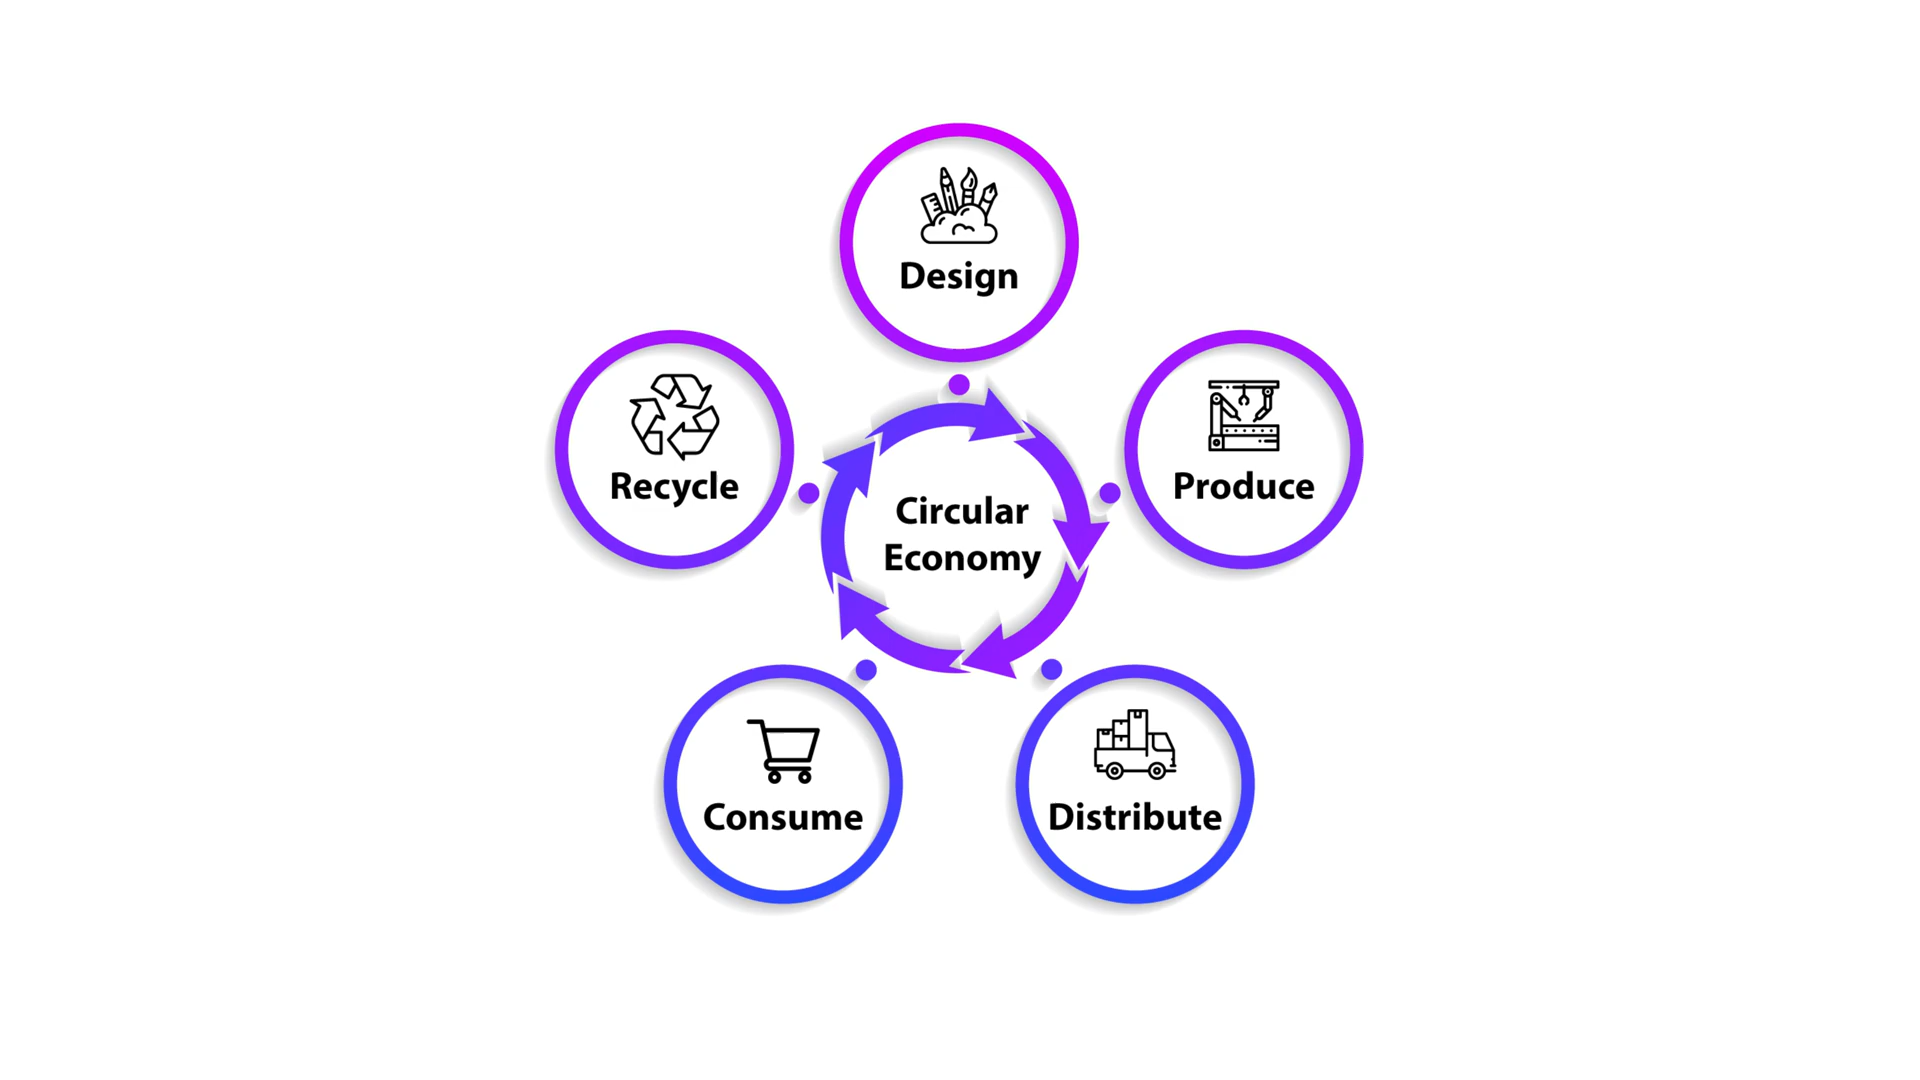 Design
Produce
Distribute
Consume
Recycle
Circular
Economy